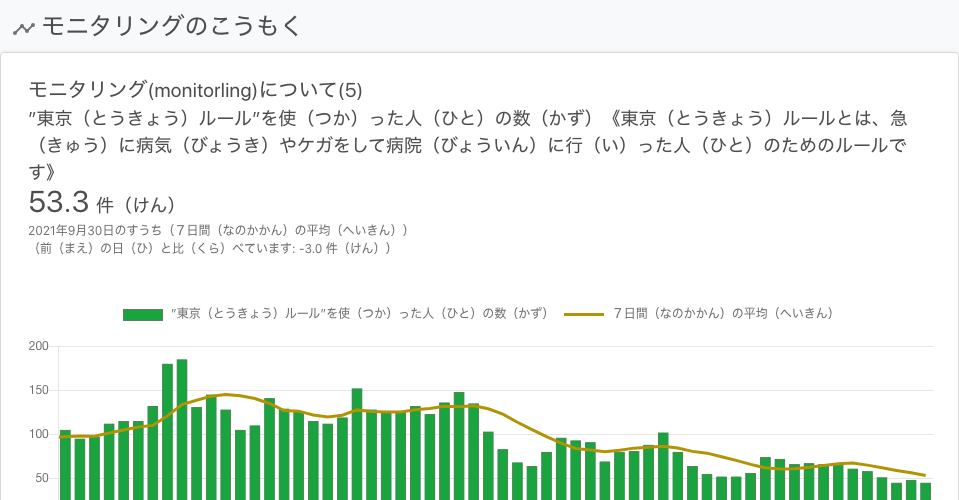 モニタリングのこうもく
モニタリング(monitorling)について(5)
”東京（とうきょう）ルール”を使（つか）った人（ひと）の数（かず）《東京（とうきょう）ルールとは、急
（きゅう）に病気（びょうき）やケガをして病院（びょういん）に行（い）った人（ひと）のためのルールで
す》
53.3 件（けん）
2021年9月30日のすうち（７日間（なのかかん）の平均（へいきん））
（前（まえ）の日（ひ）と比（くら）べています: -3.0 件（けん））
”東京（とうきょう）ルール”を使（つか）った人（ひと）の数（かず） ７日間（なのかかん）の平均（へいきん）
200
150
100
50